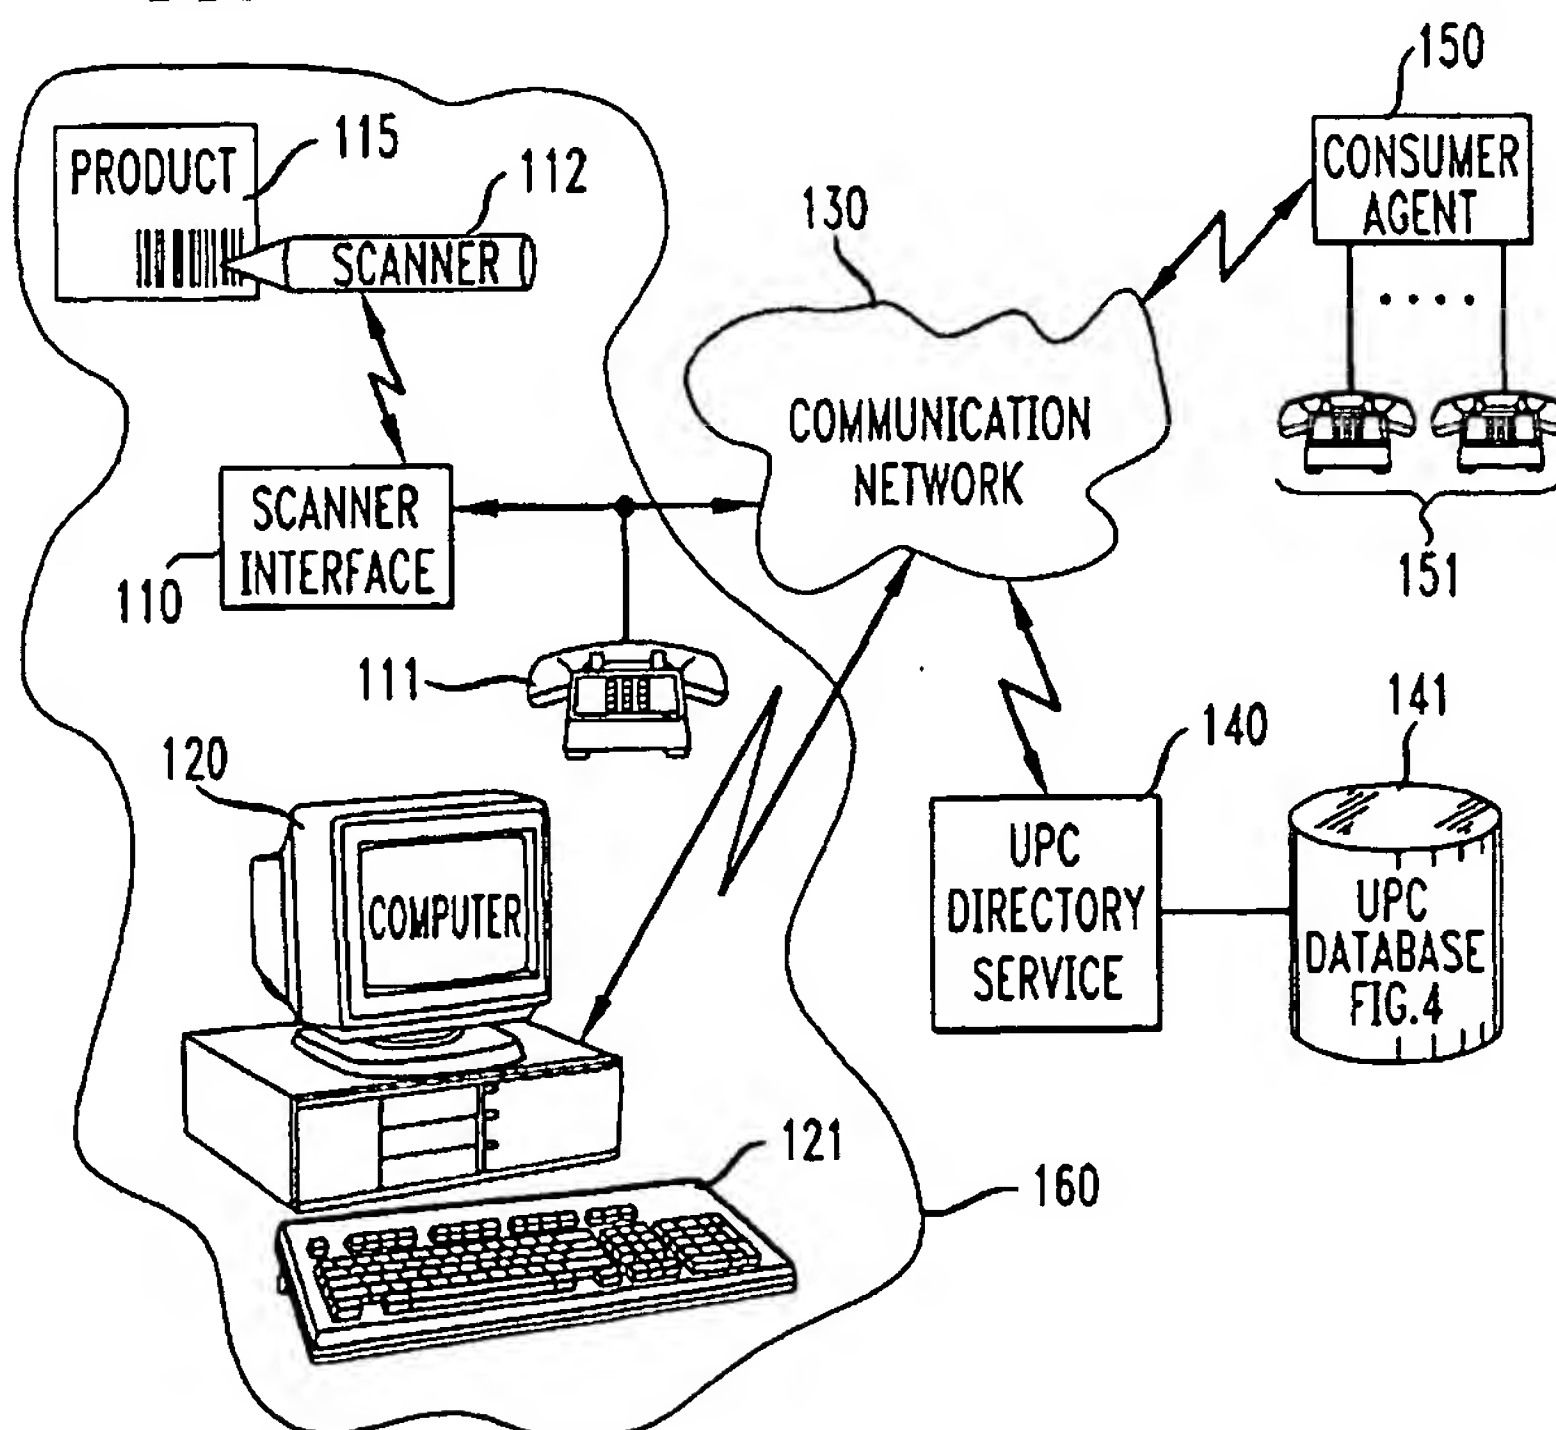 150
PRODUCT
115
112
SCANNER
130
CONSUMER
AGENT
COMMUNICATION
NETWORK
SCANNER
INTERFACE
110
151
111
120
COMPUTER
140
141
UPC
DIRECTORY
SERVICE
UPC
DATABASE
FIG.4
121
160